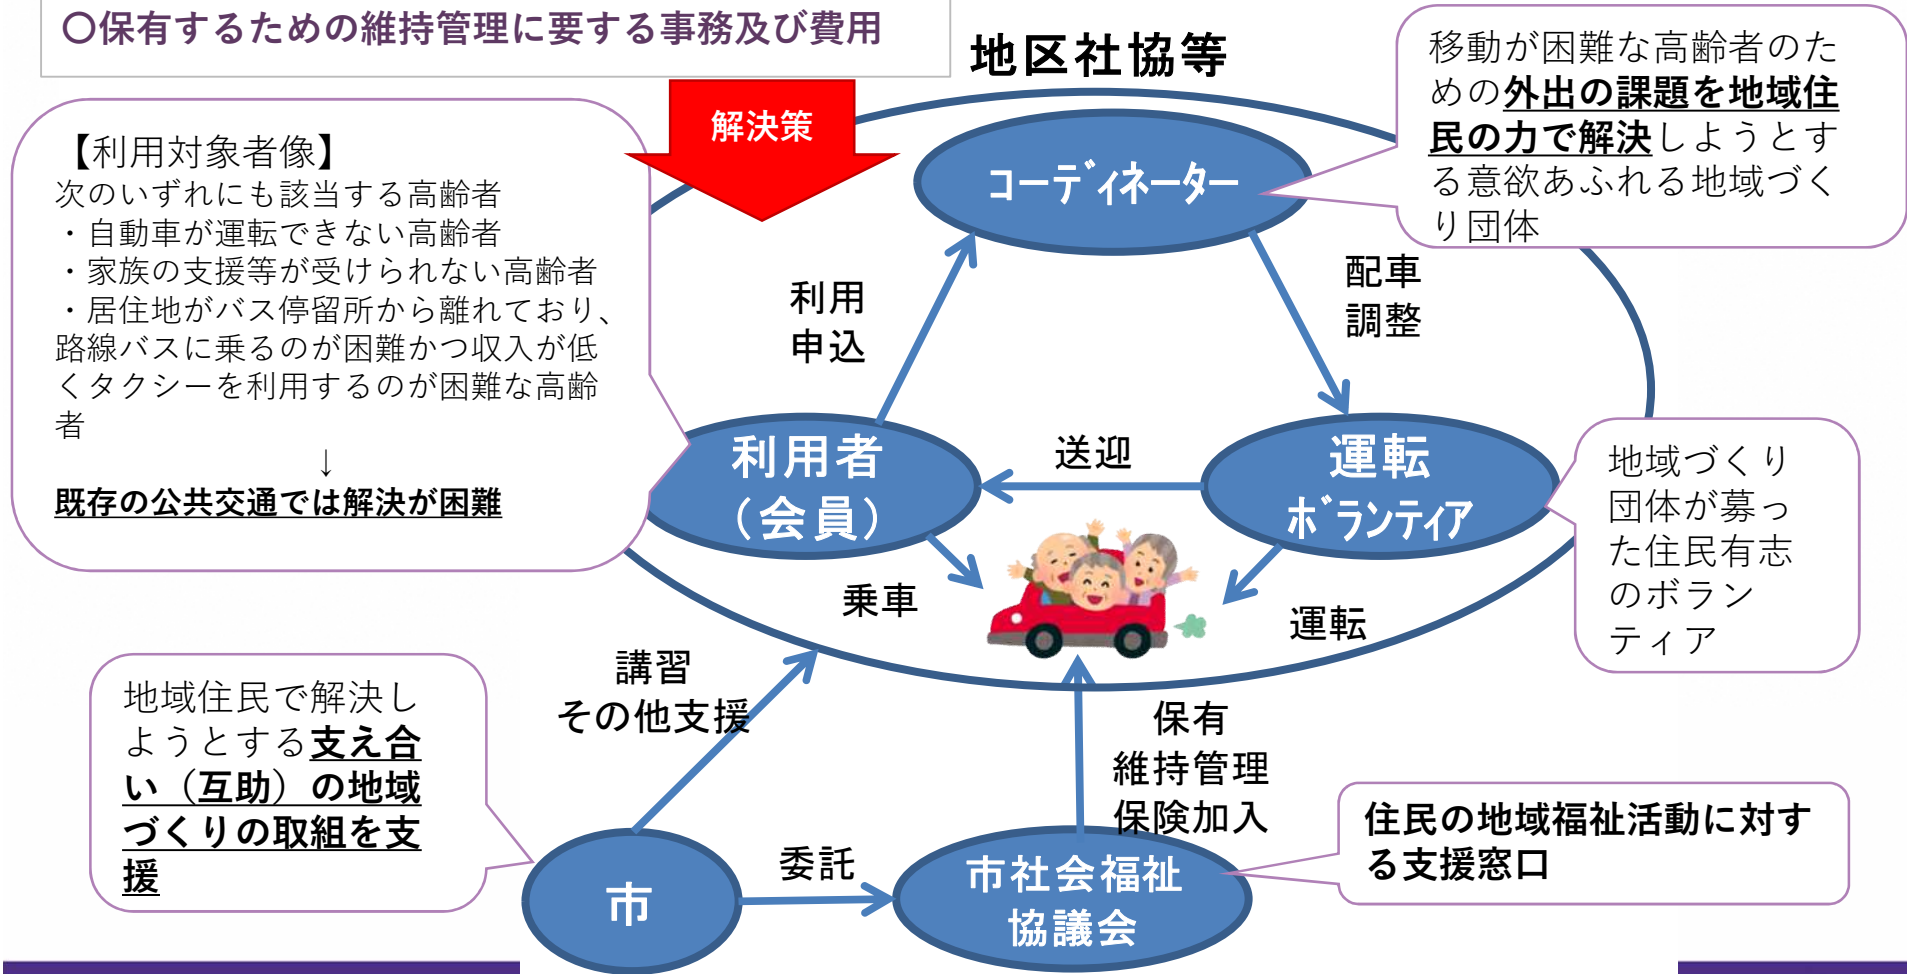 〇保有するための維持管理に要する事務及び費用
地区社協等
解決策
【利用対象者像】
次のいずれにも該当する高齢者
・自動車が運転できない高齢者
・家族の支援等が受けられない高齢者
・居住地がバス停留所から離れており、
路線バスに乗るのが困難かつ収入が低
くタクシーを利用するのが困難な高齢
者
↓
既存の公共交通では解決が困難
コーディネーター
移動が困難な高齢者のた
めの外出の課題を地域住
民の力で解決しようとす
る意欲あふれる地域づく
り団体
利用
申込
配車
調整
利用者
（会員）
送迎
運転
ボランティア
地域づくり
団体が募っ
た住民有志
のボラン
ティア
乗車
運転
講習
その他支援
保有
維持管理
保険加入
地域住民で解決し
ようとする支え合
い（互助）の地域
づくりの取組を支
援
市
委託
市社会福祉
協議会
住民の地域福祉活動に対す
る支援窓口